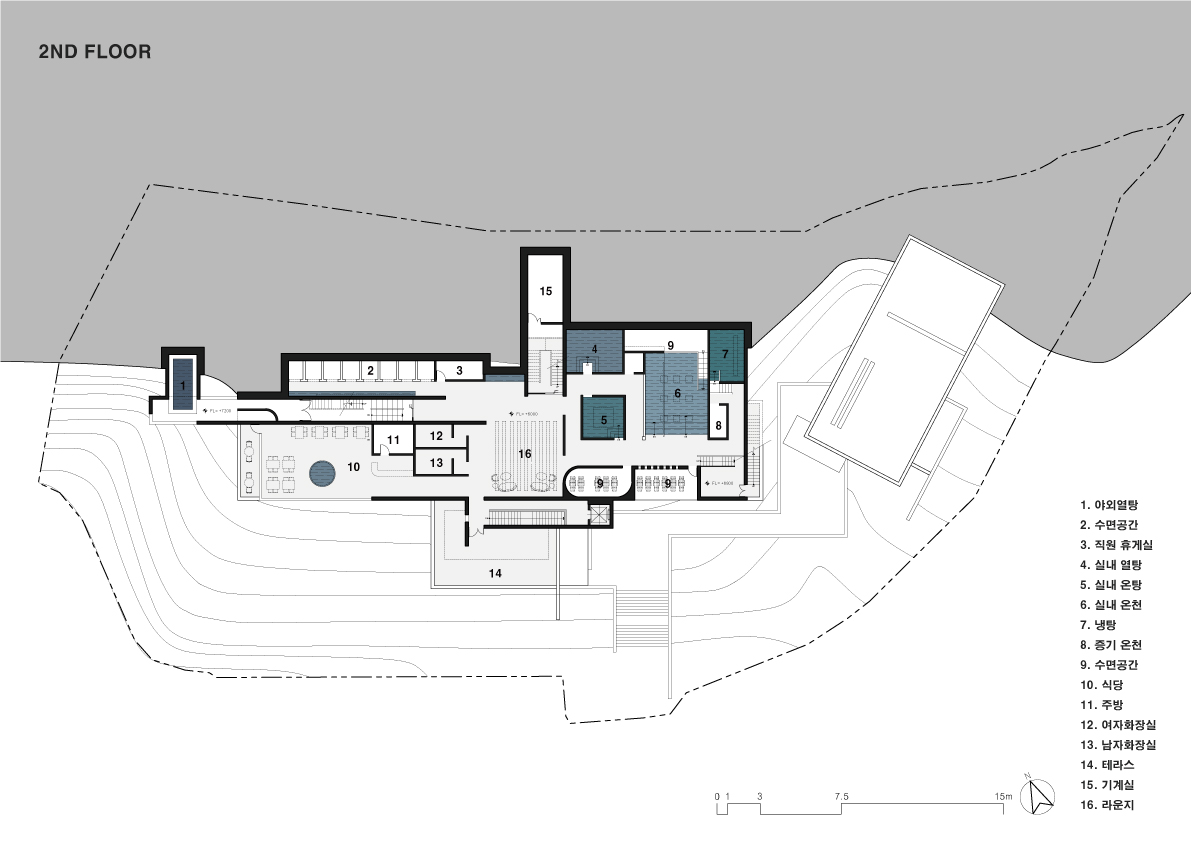 2ND FLOOR
15
9
4
7
1
2
3
6
FL= +7200
FL= +8000
5
8
11
12
16
10
13
9
9
14
1. 야외열탕
2. 수면공간
3. 직원 휴게실
4. 실내 열탕
5. 실내 온탕
6. 실내 온천
7. 냉탕
8. 증기 온천
9. 수면공간
10. 식당
11. 주방
12. 여자화장실
13. 남자화장실
14. 테라스
15. 기계실
16. 라운지
N
0 1 3 7.5 15m